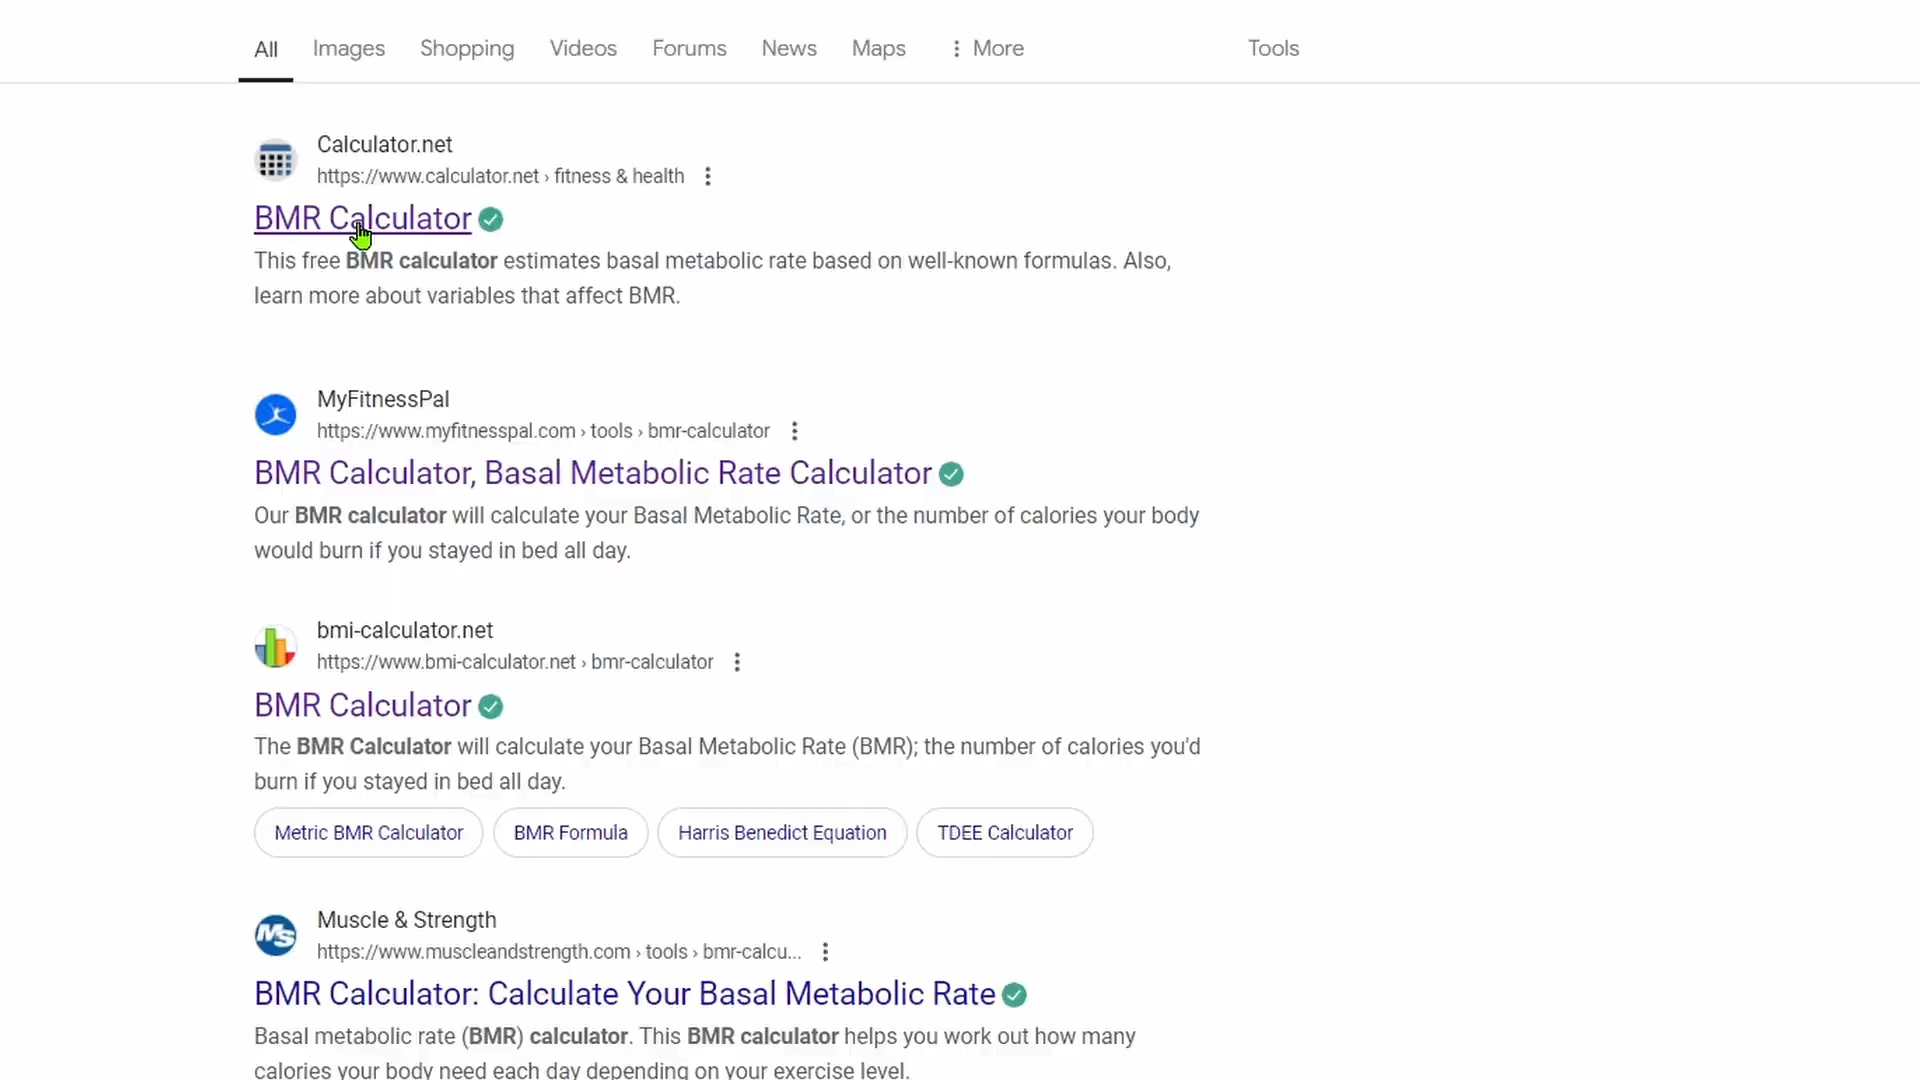 All Images Shopping Videos Forums News Maps More Tools
Calculator.net
https://www.calculator.net › fitness & health
BMR Calculator
This free BMR calculator estimates basal metabolic rate based on well-known formulas. Also,
learn more about variables that affect BMR.
MyFitnessPal
https://www.myfitnesspal.com › tools › bmr-calculator
BMR Calculator, Basal Metabolic Rate Calculator
Our BMR calculator will calculate your Basal Metabolic Rate, or the number of calories your body
would burn if you stayed in bed all day.
bmi-calculator.net
https://www.bmi-calculator.net › bmr-calculator
BMR Calculator
The BMR Calculator will calculate your Basal Metabolic Rate (BMR); the number of calories you'd
burn if you stayed in bed all day.
Metric BMR Calculator BMR Formula Harris Benedict Equation TDEE Calculator
MS
Muscle & Strength
https://www.muscleandstrength.com › tools › bmr-calcu...
BMR Calculator: Calculate Your Basal Metabolic Rate
Basal metabolic rate (BMR) calculator. This BMR calculator helps you work out how many
calories your body need each day depending on your exercise level.